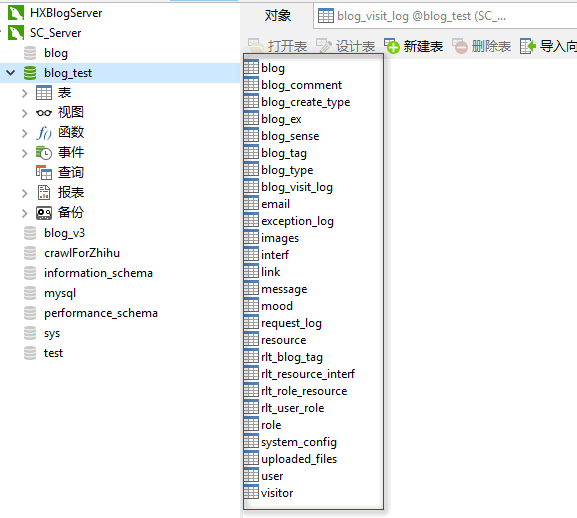 HXBlogServer
SC_Server
blog
blog_test
表
视图
函数
事件
查询
报表
备份
blog_v3
crawlForZhihu
information_schema
mysql
performance_schema
sys
test
对象
blog_visit_log @blog_test (SC_...
打开表 设计表 新建表 删除表 导入向
blog
blog_comment
blog_create_type
blog_ex
blog_sense
blog_tag
blog_type
blog_visit_log
email
exception_log
images
interf
link
message
mood
request_log
resource
rlt_blog_tag
rlt_resource_interf
rlt_role_resource
rlt_user_role
role
system_config
uploaded_files
user
visitor